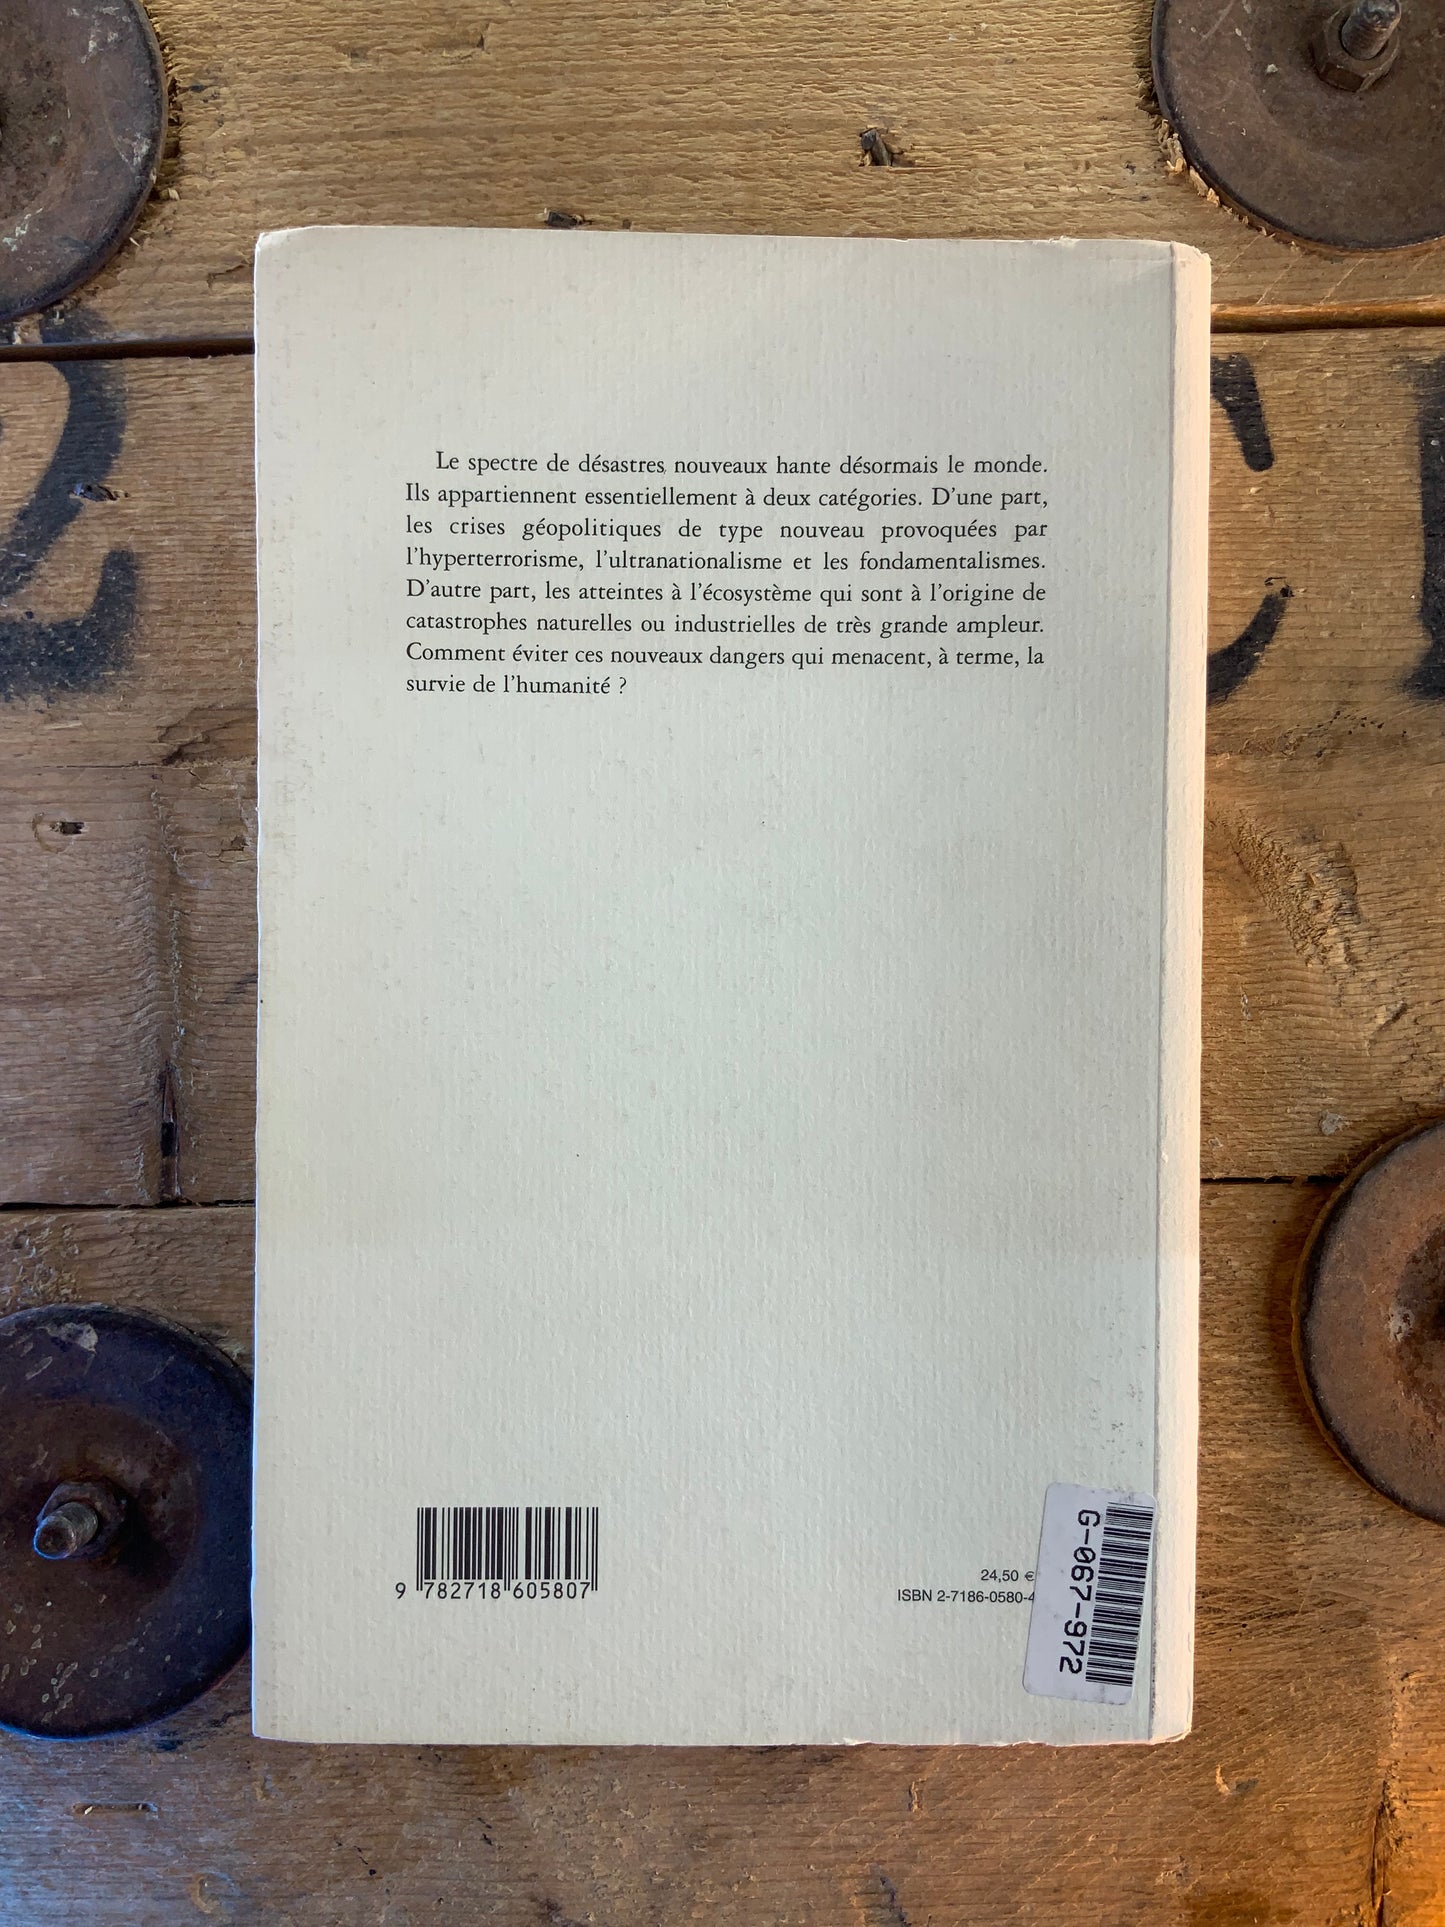 Le spectre de désastres nouveaux hante désormais le monde.
Ils appartiennent essentiellement à deux catégories. D'une part,
les crises géopolitiques de type nouveau provoquées par
l'hyperterrorisme, l'ultranationalisme et les fondamentalismes.
D'autre part, les atteintes à l'écosystème qui sont à l'origine de
catastrophes naturelles ou industrielles de très grande ampleur.
Comment éviter ces nouveaux dangers qui menacent, à terme, la
survie de l'humanité ?
9 782718 605807
24,50 €
ISBN 2-7186-0580-4
G-067-972